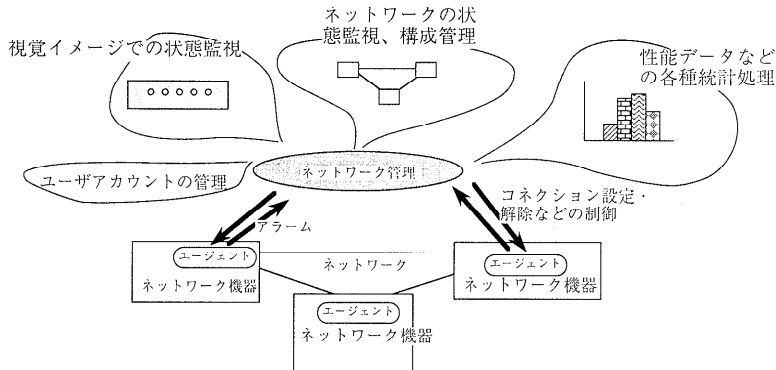 視覚イメージでの状態監視
ネットワークの状
態監視、構成管理
性能データなど
の各種統計処理
ユーザアカウントの管理
ネットワーク管理
アラーム
コネクション設定・
解除などの制御
エージェント
ネットワーク機器
ネットワーク
エージェント
ネットワーク機器
エージェント
ネットワーク機器